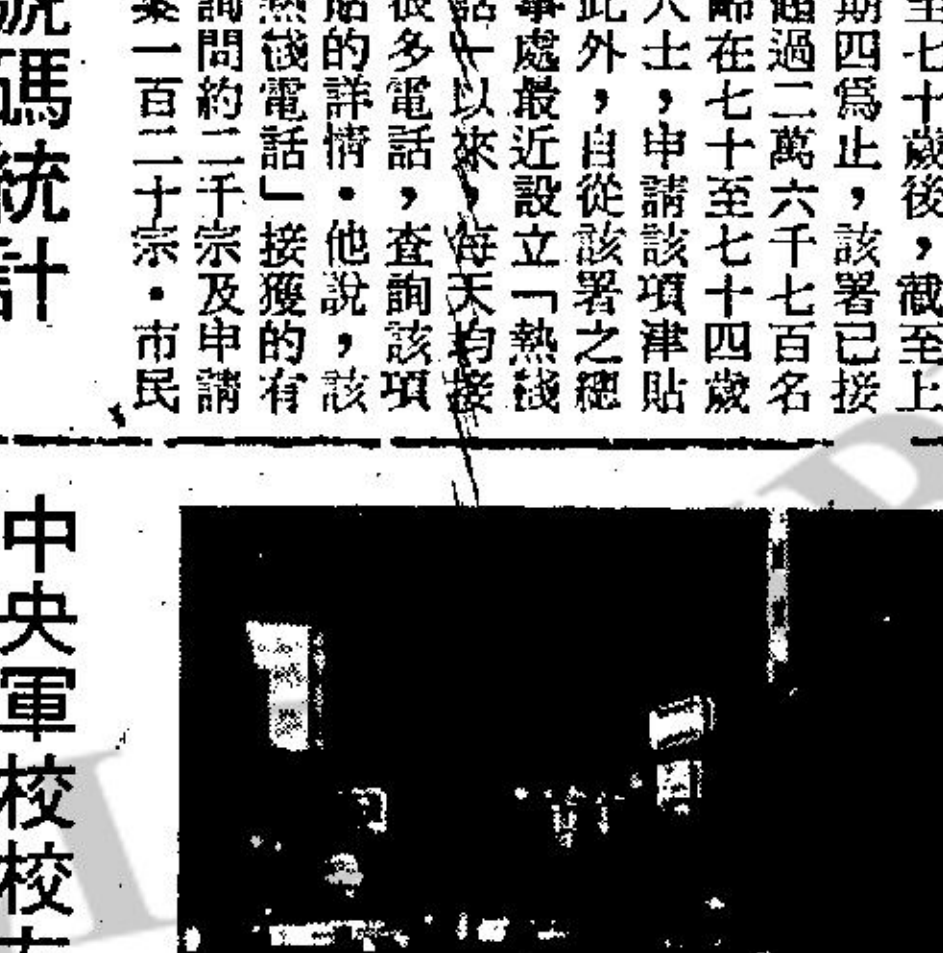 至七十歲後，截至上
期四爲止，該署已接
超過二萬六千七百名
齡在七十至七十四歲
人士，申請該項津貼
此外，自從該署之總
事處最近設立「熱綫
話」以來，每天均接
很多電話，查詢該項
貼的詳情．他說，該
熱綫電話」接獲的有
詢問約二千宗及申請
案一百二十宗．市民
號碼統計
中央軍校校友